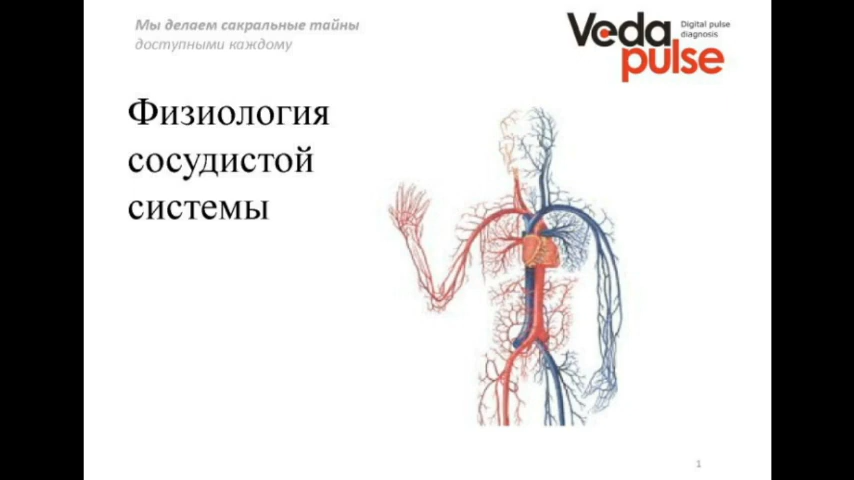 Мы делаем сакральные тайны
доступными каждому
Veda
pulse
Digital pulse
diagnosis
Физиология
сосудистой
системы
1